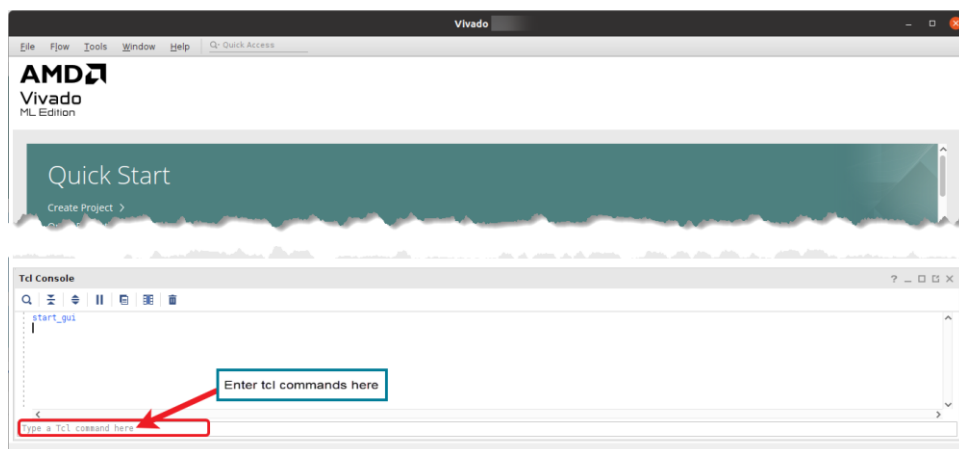 Vivado
File Flow Tools Window Help Quick Access
AMD
Vivado
ML Edition
Quick Start
Create Project >
Tcl Console
start_gui
Enter tcl commands here
Type a Tcl command here